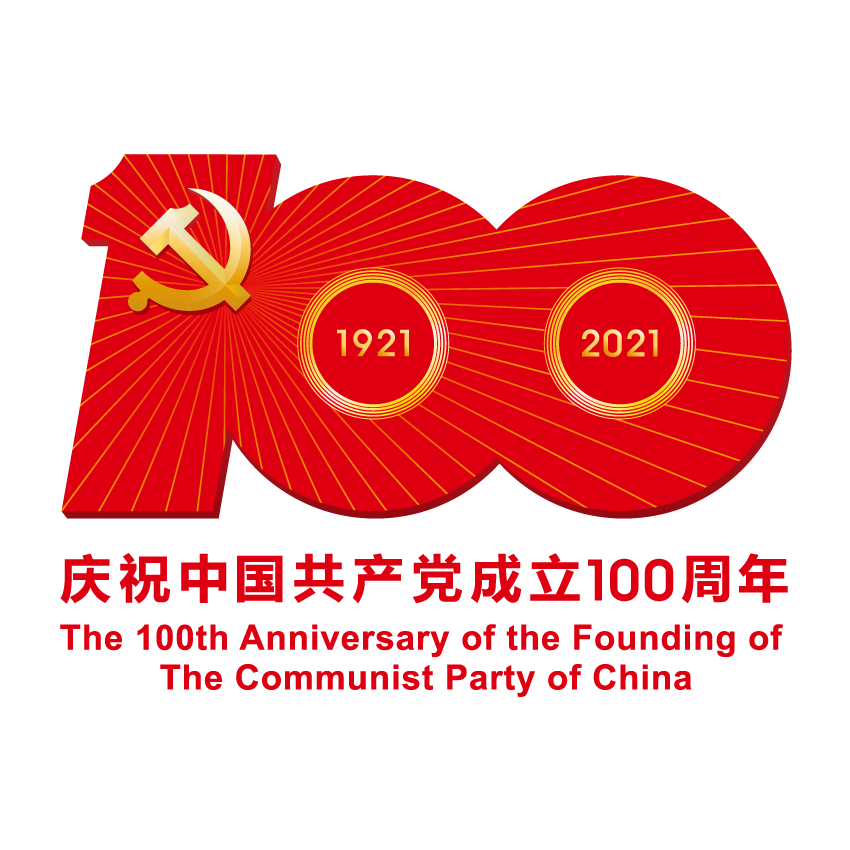 100
1921 2021
庆祝中国共产党成立100周年
The 100th Anniversary of the Founding of
The Communist Party of China